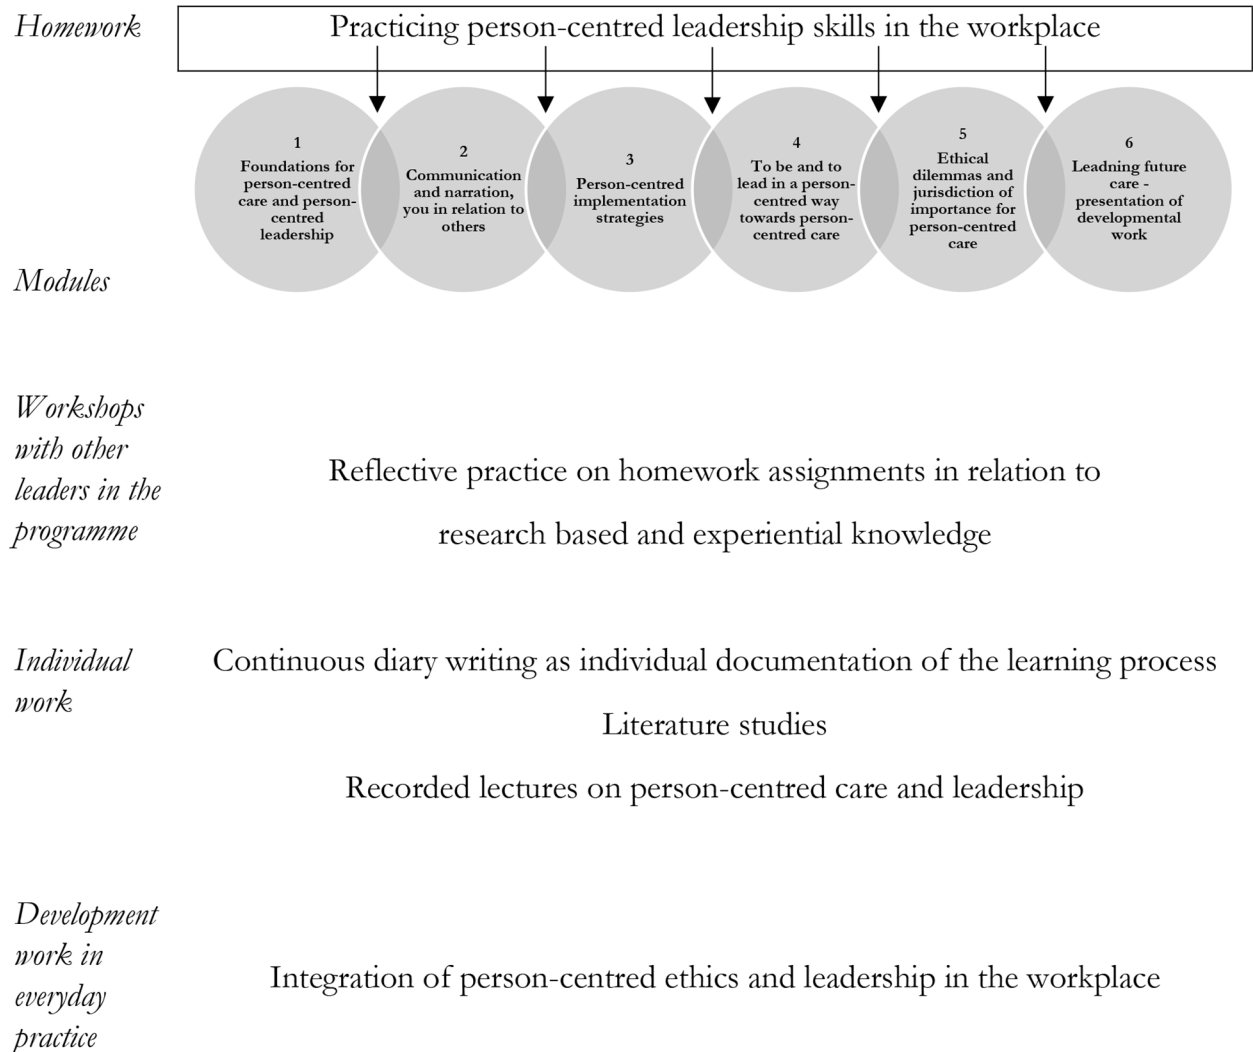 Homework
Practicing person-centred leadership skills in the workplace
1
Foundations for
person-centred
care and person-
centred
leadership
2
Communication
and narration,
you in relation to
others
3
Person-centred
implementation
strategies
4
To be and to
lead in a person-
centred way
towards person-
centred care
5
Ethical
dilemmas and
jurisdiction of
importance for
person-centred
care
6
Leadning future
care -
presentation of
developmental
work
Modules
Workshops
with other
leaders in the
programme
Reflective practice on homework assignments in relation to
research based and experiential knowledge
Individual
work
Continuous diary writing as individual documentation of the learning process
Literature studies
Recorded lectures on person-centred care and leadership
Development
work in
everyday
practice
Integration of person-centred ethics and leadership in the workplace